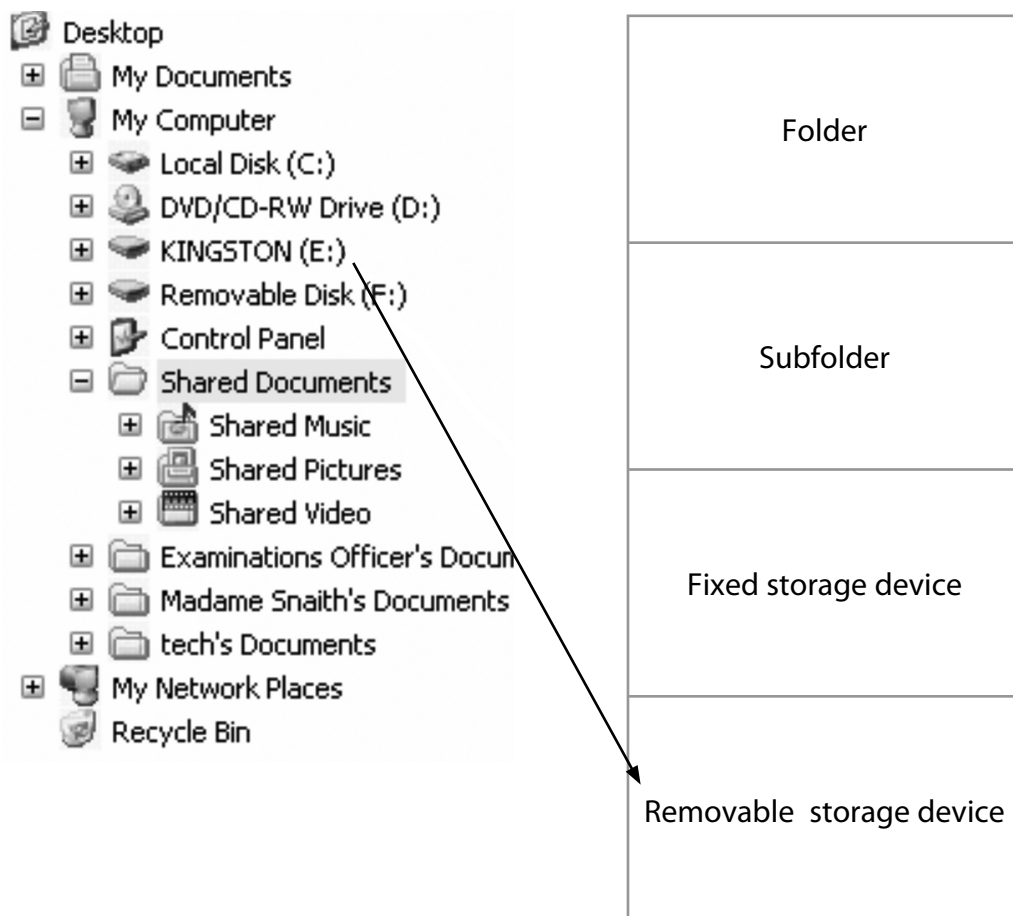 Desktop
My Documents
My Computer
Local Disk (C:)
DVD/CD-RW Drive (D:)
KINGSTON (E:)
Removable Disk (F:)
Control Panel
Shared Documents
Shared Music
Shared Pictures
Shared Video
Examinations Officer's Docum
Madame Snaith's Documents
tech's Documents
My Network Places
Recycle Bin
Folder
Subfolder
Fixed storage device
Removable storage device